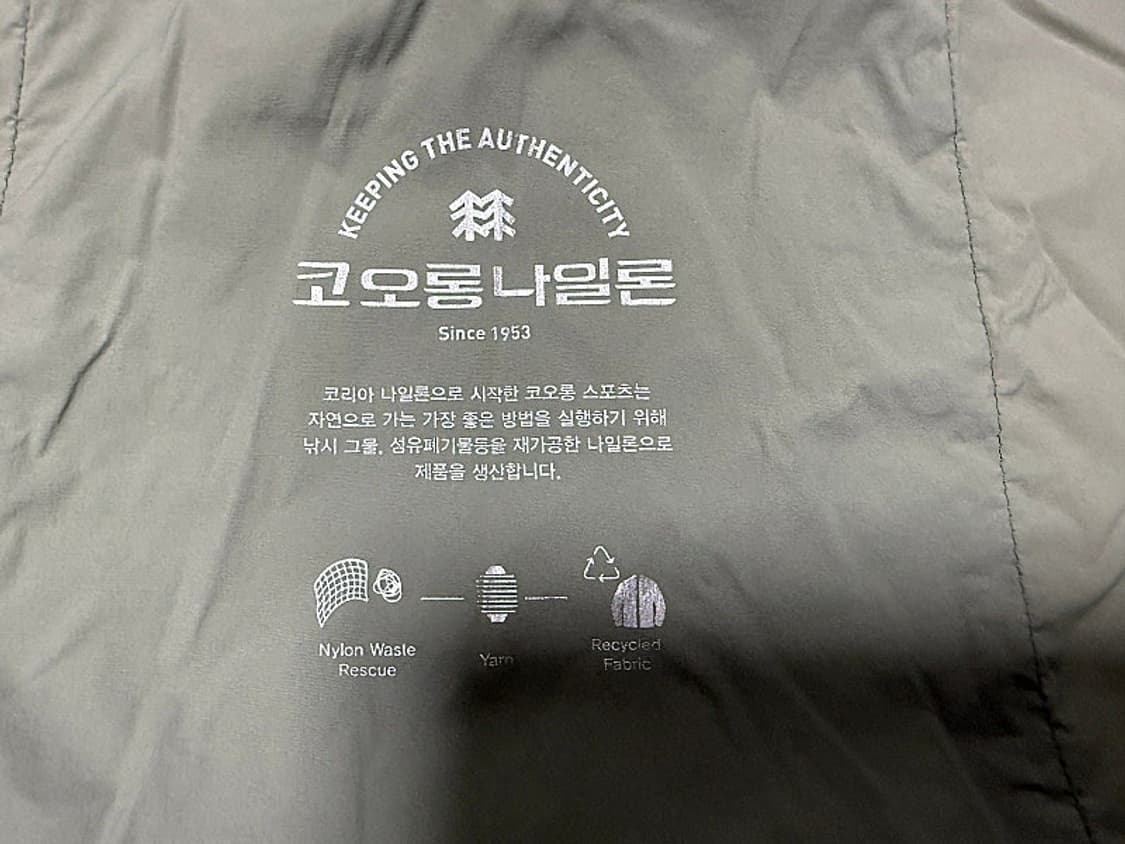 KEEPING THE AUTHENTICITY
코오롱나일론
Since 1953
코리아 나일론으로 시작한 코오롱 스포츠는
자연으로 가는 가장 좋은 방법을 실행하기 위해
낚시 그물, 섬유폐기물등을 재가공한 나일론으로
제품을 생산합니다.
Nylon Waste
Rescue
Yarn
Recycled
Fabric